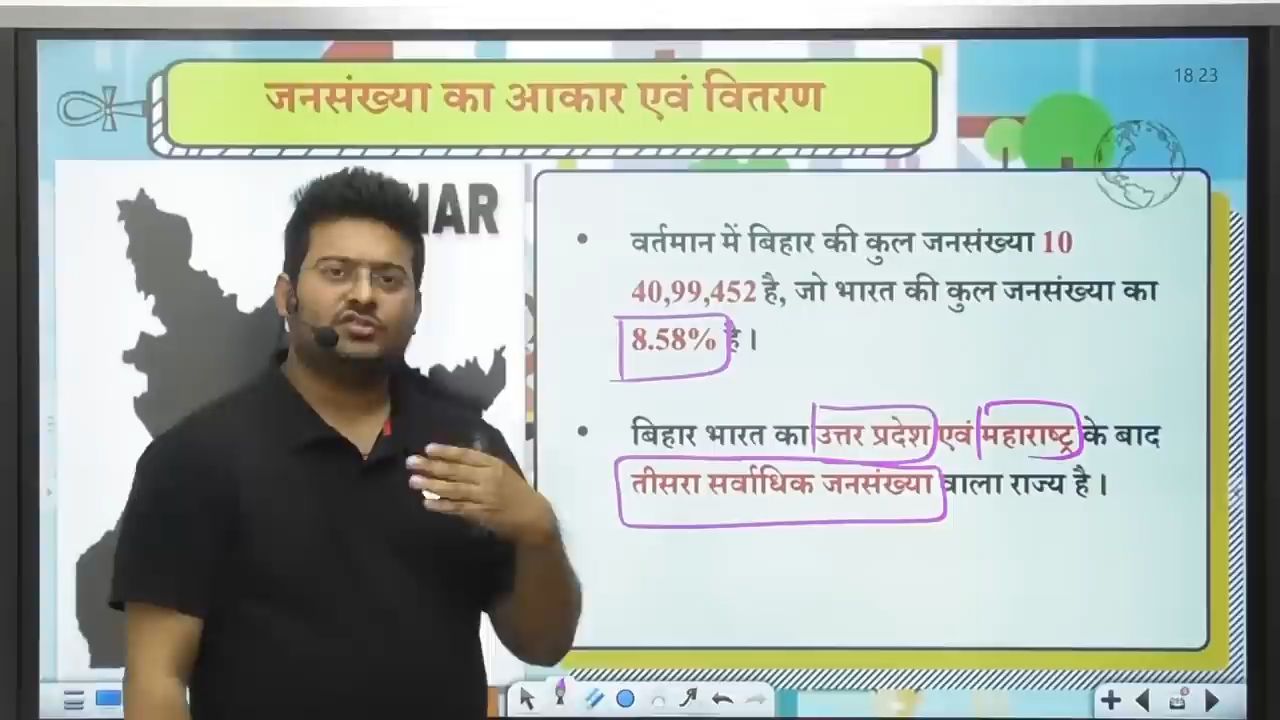 जनसंख्या का आकार एवं वितरण
18 23
HAR
• वर्तमान में बिहार की कुल जनसंख्या 10
40,99,452 है, जो भारत की कुल जनसंख्या का
8.58% है।
• बिहार भारत का उत्तर प्रदेश एवं महाराष्ट्र के बाद
तीसरा सर्वाधिक जनसंख्या वाला राज्य है।